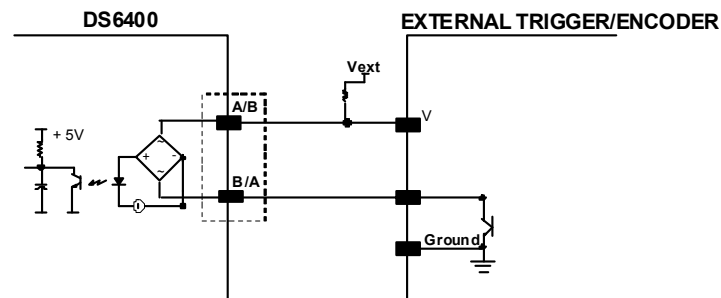 DS6400
EXTERNAL TRIGGER/ENCODER
Vext
A/B
V
+ 5V
+ -
~
~
B/A
Ground